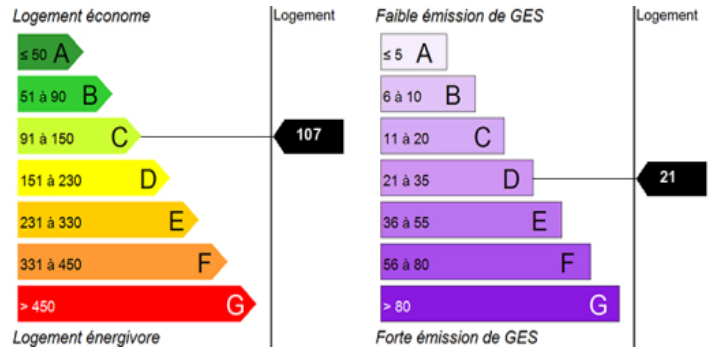 Logement économe
Logement
≤ 50 A
51 à 90 B
91 à 150 C
107
151 à 230 D
231 à 330 E
331 à 450 F
> 450 G
Logement énergivore
Faible émission de GES
Logement
≤ 5 A
6 à 10 B
11 à 20 C
21 à 35 D
21
36 à 55 E
56 à 80 F
> 80 G
Forte émission de GES